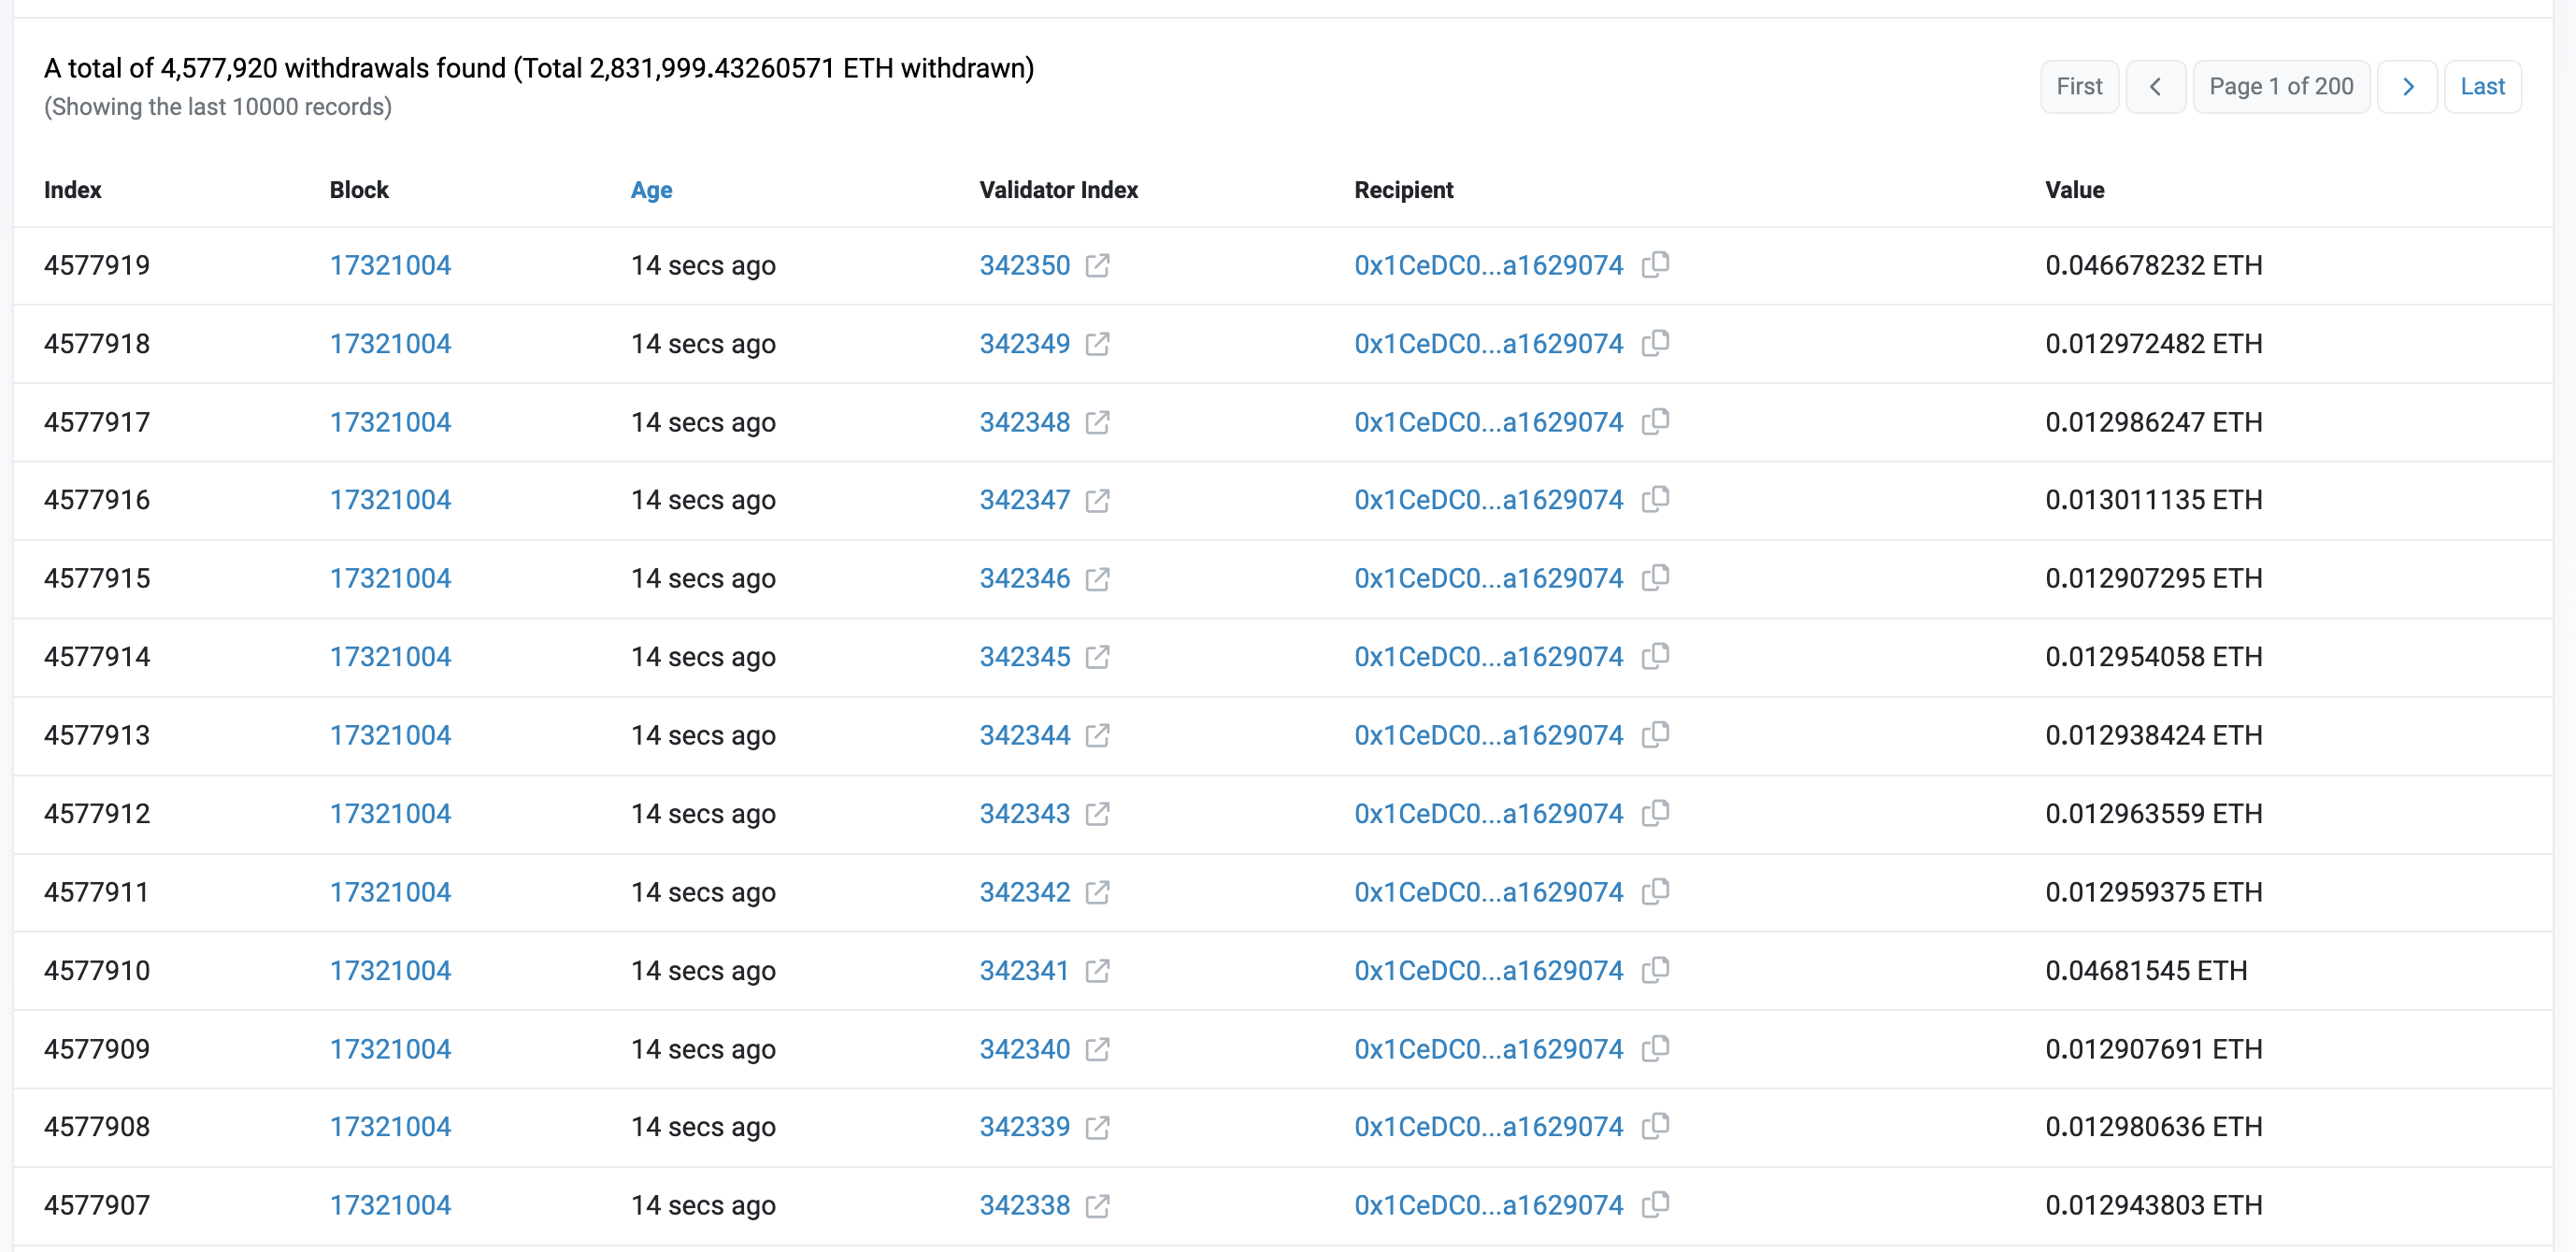 A total of 4,577,920 withdrawals found (Total 2,831,999.43260571 ETH withdrawn)
(Showing the last 10000 records)
First Page 1 of 200 Last
Index Block Age Validator Index Recipient Value
4577919 17321004 14 secs ago 342350 0x1CeDC0...a1629074 0.046678232 ETH
4577918 17321004 14 secs ago 342349 0x1CeDC0...a1629074 0.012972482 ETH
4577917 17321004 14 secs ago 342348 0x1CeDC0...a1629074 0.012986247 ETH
4577916 17321004 14 secs ago 342347 0x1CeDC0...a1629074 0.013011135 ETH
4577915 17321004 14 secs ago 342346 0x1CeDC0...a1629074 0.012907295 ETH
4577914 17321004 14 secs ago 342345 0x1CeDC0...a1629074 0.012954058 ETH
4577913 17321004 14 secs ago 342344 0x1CeDC0...a1629074 0.012938424 ETH
4577912 17321004 14 secs ago 342343 0x1CeDC0...a1629074 0.012963559 ETH
4577911 17321004 14 secs ago 342342 0x1CeDC0...a1629074 0.012959375 ETH
4577910 17321004 14 secs ago 342341 0x1CeDC0...a1629074 0.04681545 ETH
4577909 17321004 14 secs ago 342340 0x1CeDC0...a1629074 0.012907691 ETH
4577908 17321004 14 secs ago 342339 0x1CeDC0...a1629074 0.012980636 ETH
4577907 17321004 14 secs ago 342338 0x1CeDC0...a1629074 0.012943803 ETH